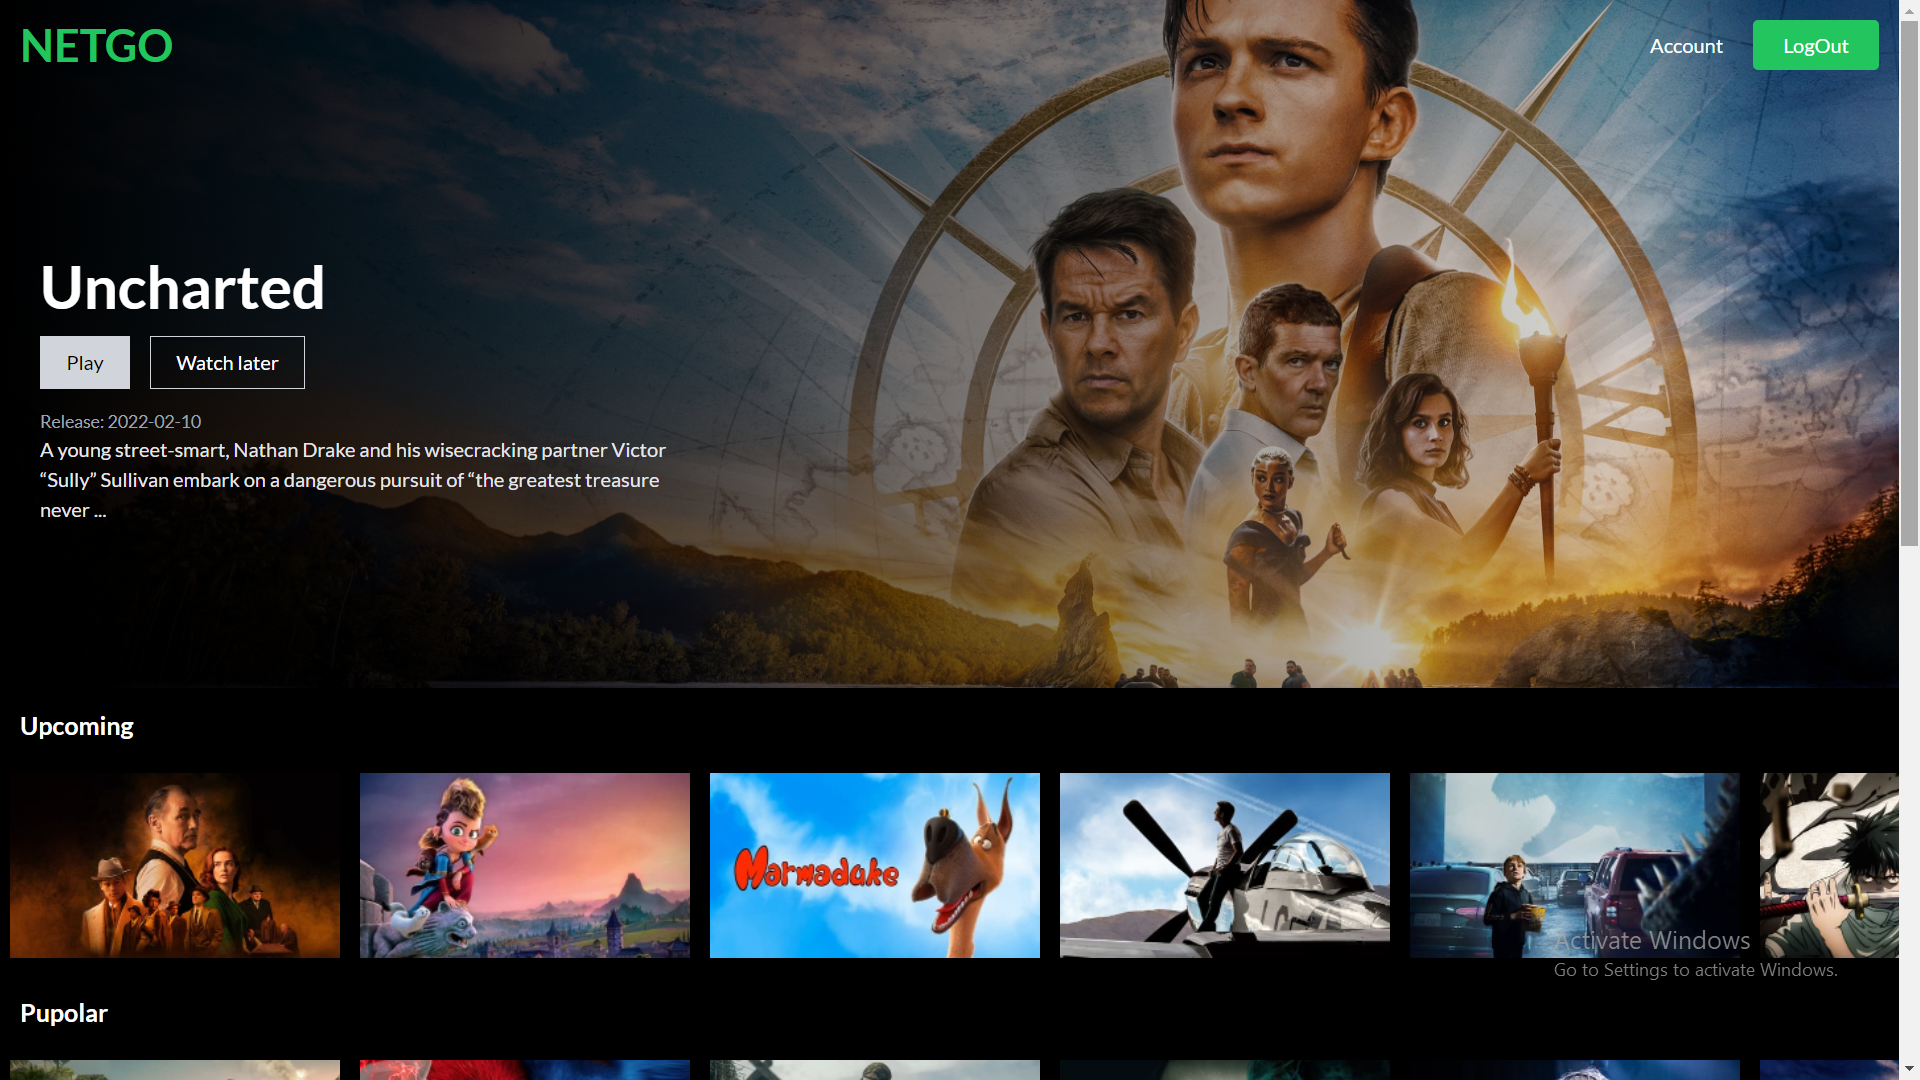 NETGO
Account
LogOut
Uncharted
Play
Watch later
Release: 2022-02-10
A young street-smart, Nathan Drake and his wisecracking partner Victor
“Sully” Sullivan embark on a dangerous pursuit of “the greatest treasure
never ...
Upcoming
Marmaduke
Activate Windows
Go to Settings to activate Windows.
Pupolar